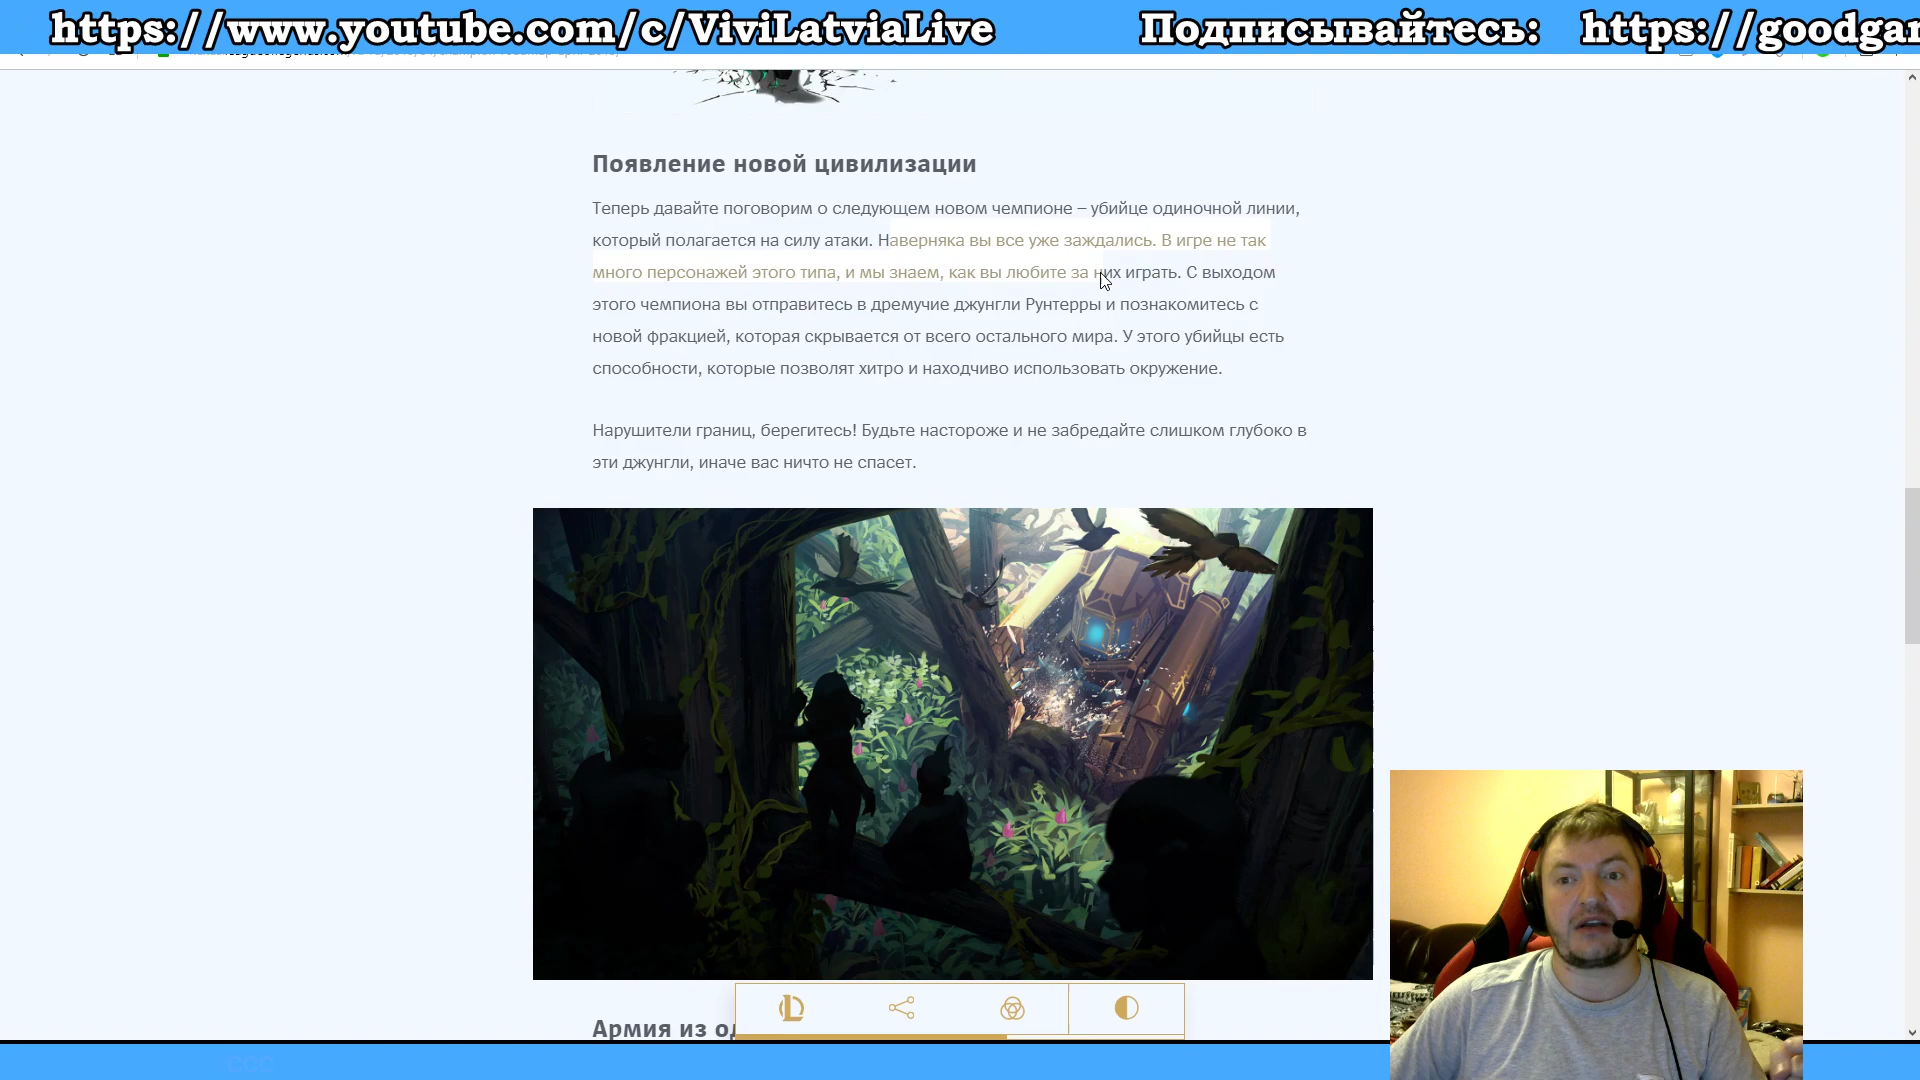 https://www.youtube.com/c/ViviLatviaLive Подписывайтесь: https://goodgar
Появление новой цивилизации
Теперь давайте поговорим о следующем новом чемпионе – убийце одиночной линии,
который полагается на силу атаки. Наверняка вы все уже заждались. В игре не так
много персонажей этого типа, и мы знаем, как вы любите за них играть. С выходом
этого чемпиона вы отправитесь в дремучие джунгли Рунтерры и познакомитесь с
новой фракцией, которая скрывается от всего остального мира. У этого убийцы есть
способности, которые позволят хитро и находчиво использовать окружение.
Нарушители границ, берегитесь! Будьте настороже и не забредайте слишком глубоко в
эти джунгли, иначе вас ничто не спасет.
Армия из од